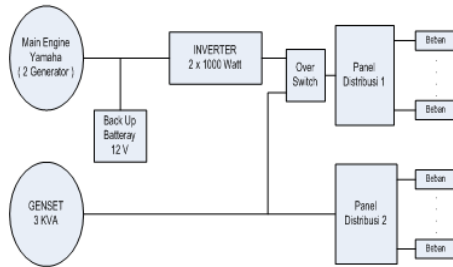 Main Engine
Yamaha
( 2 Generator )
INVERTER
2 x 1000 Watt
Over
Switch
Panel
Distribusi 1
Beban
Beban
Back Up
Batteray
12 V
GENSET
3 KVA
Panel
Distribusi 2
Beban
Beban